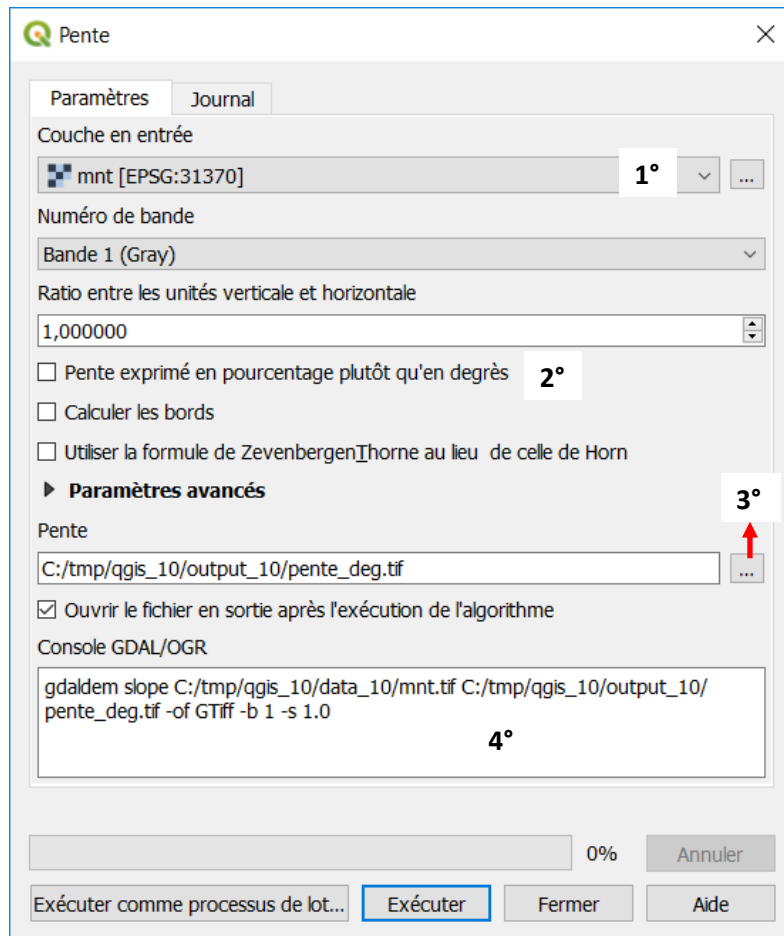 Pente
Paramètres Journal
Couche en entrée
mnt [EPSG:31370] 1° ...
Numéro de bande
Bande 1 (Gray)
Ratio entre les unités verticale et horizontale
1,000000
Pente exprimé en pourcentage plutôt qu'en degrès 2°
Calculer les bords
Utiliser la formule de ZevenbergenThorne au lieu de celle de Horn
Paramètres avancés
3°
Pente
C:/tmp/qgis_10/output_10/pente_deg.tif ...
Ouvrir le fichier en sortie après l'exécution de l'algorithme
Console GDAL/OGR
gdaldem slope C:/tmp/qgis_10/data_10/mnt.tif C:/tmp/qgis_10/output_10/
pente_deg.tif -of GTiff -b 1 -s 1.0
4°
0% Annuler
Exécuter comme processus de lot... Exécuter Fermer Aide